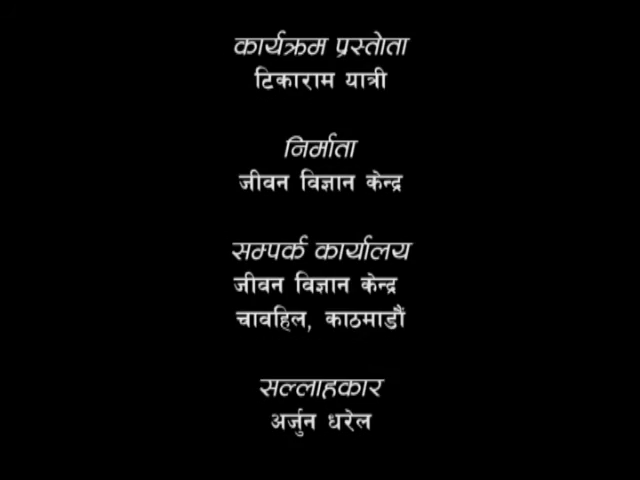 कार्यक्रम प्रस्तोता
टिकाराम यात्री
निर्माता
जीवन विज्ञान केन्द्र
सम्पर्क कार्यालय
जीवन विज्ञान केन्द्र
चावहिल, काठमाडौं
सल्लाहकार
अर्जुन धरेल